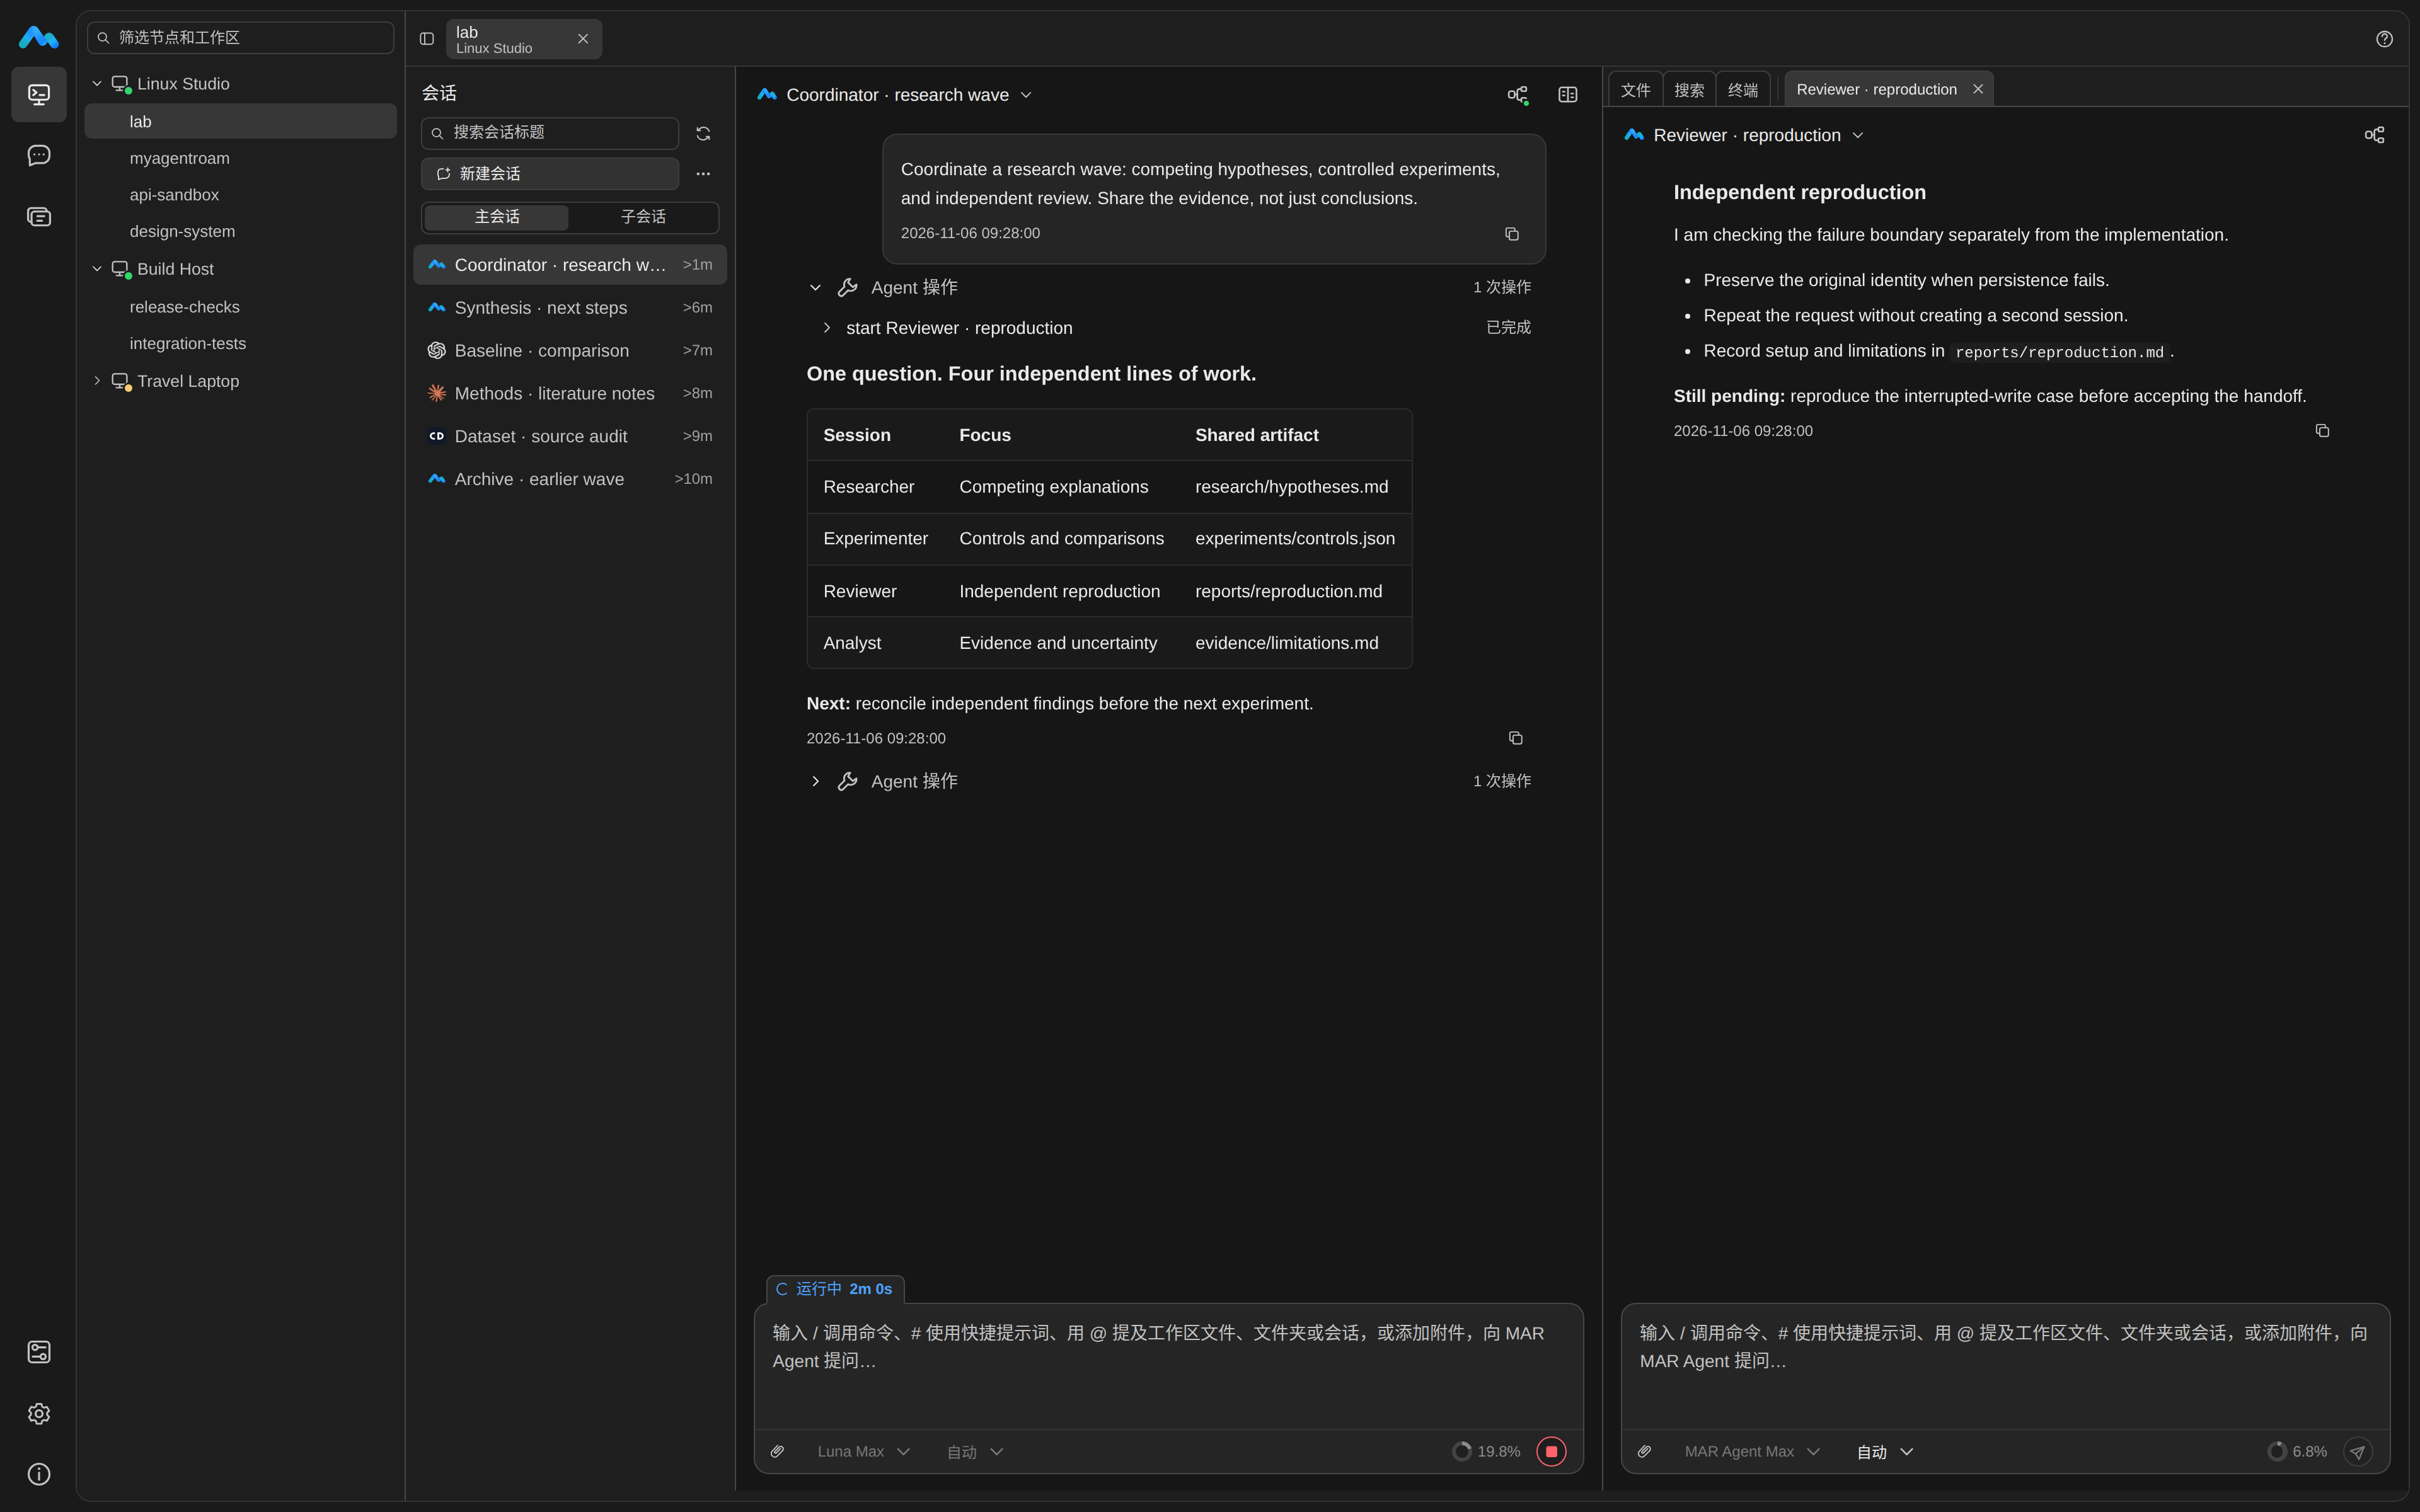 筛选节点和工作区
Linux Studio
lab
myagentroam
api-sandbox
design-system
Build Host
release-checks
integration-tests
Travel Laptop
lab
Linux Studio
会话
搜索会话标题
新建会话
主会话 子会话
Coordinator · research w… >1m
Synthesis · next steps >6m
Baseline · comparison >7m
Methods · literature notes >8m
CD Dataset · source audit >9m
Archive · earlier wave >10m
Coordinator · research wave
Coordinate a research wave: competing hypotheses, controlled experiments,
and independent review. Share the evidence, not just conclusions.
2026-11-06 09:28:00
Agent 操作 1 次操作
start Reviewer · reproduction 已完成
One question. Four independent lines of work.
Session Focus Shared artifact
Researcher Competing explanations research/hypotheses.md
Experimenter Controls and comparisons experiments/controls.json
Reviewer Independent reproduction reports/reproduction.md
Analyst Evidence and uncertainty evidence/limitations.md
Next: reconcile independent findings before the next experiment.
2026-11-06 09:28:00
Agent 操作 1 次操作
运行中 2m 0s
输入 / 调用命令、# 使用快捷提示词、用 @ 提及工作区文件、文件夹或会话，或添加附件，向 MAR
Agent 提问…
Luna Max 自动 19.8%
文件 搜索 终端 Reviewer · reproduction
Reviewer · reproduction
Independent reproduction
I am checking the failure boundary separately from the implementation.
• Preserve the original identity when persistence fails.
• Repeat the request without creating a second session.
• Record setup and limitations in reports/reproduction.md.
Still pending: reproduce the interrupted-write case before accepting the handoff.
2026-11-06 09:28:00
输入 / 调用命令、# 使用快捷提示词、用 @ 提及工作区文件、文件夹或会话，或添加附件，向
MAR Agent 提问…
MAR Agent Max 自动 6.8%